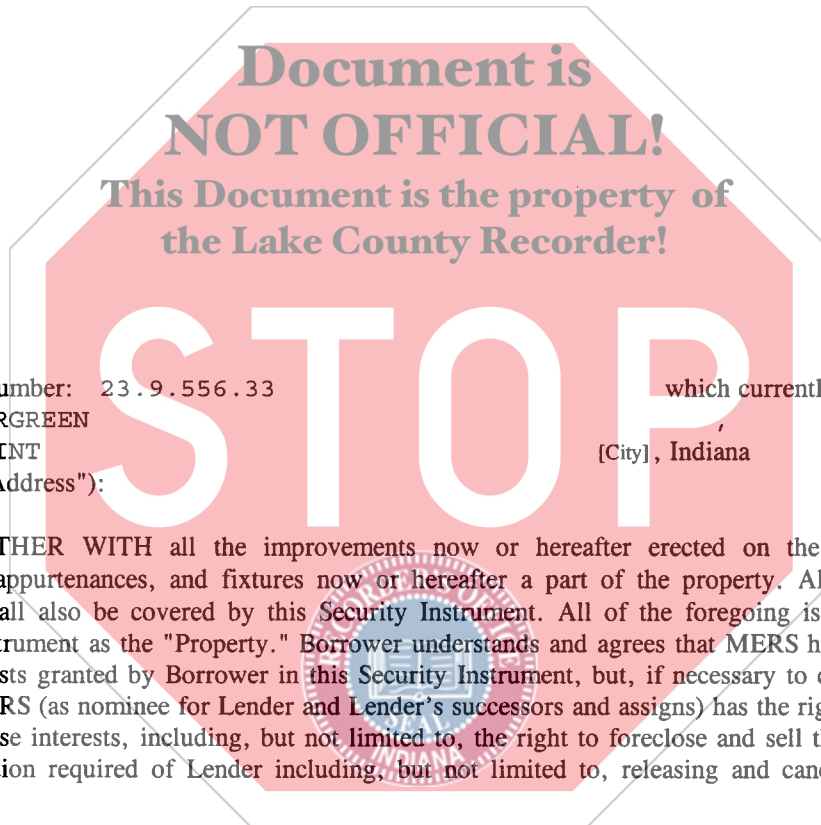 Document is
NOT OFFICIAL!
This Document is the property of
the Lake County Recorder!
STOP
umber: 23.9.556.33 which currentl
RGREEN ,
INT [City], Indiana
Address"):
THER WITH all the improvements now or hereafter erected on the
appurtenances, and fixtures now or hereafter a part of the property. Al
all also be covered by this Security Instrument. All of the foregoing is
trument as the "Property." Borrower understands and agrees that MERS h
sts granted by Borrower in this Security Instrument, but, if necessary to c
RS (as nominee for Lender and Lender's successors and assigns) has the rig
se interests, including, but not limited to, the right to foreclose and sell th
ion required of Lender including, but not limited to, releasing and canc
RECORDER'S OFFICE
SEAL
INDIANA